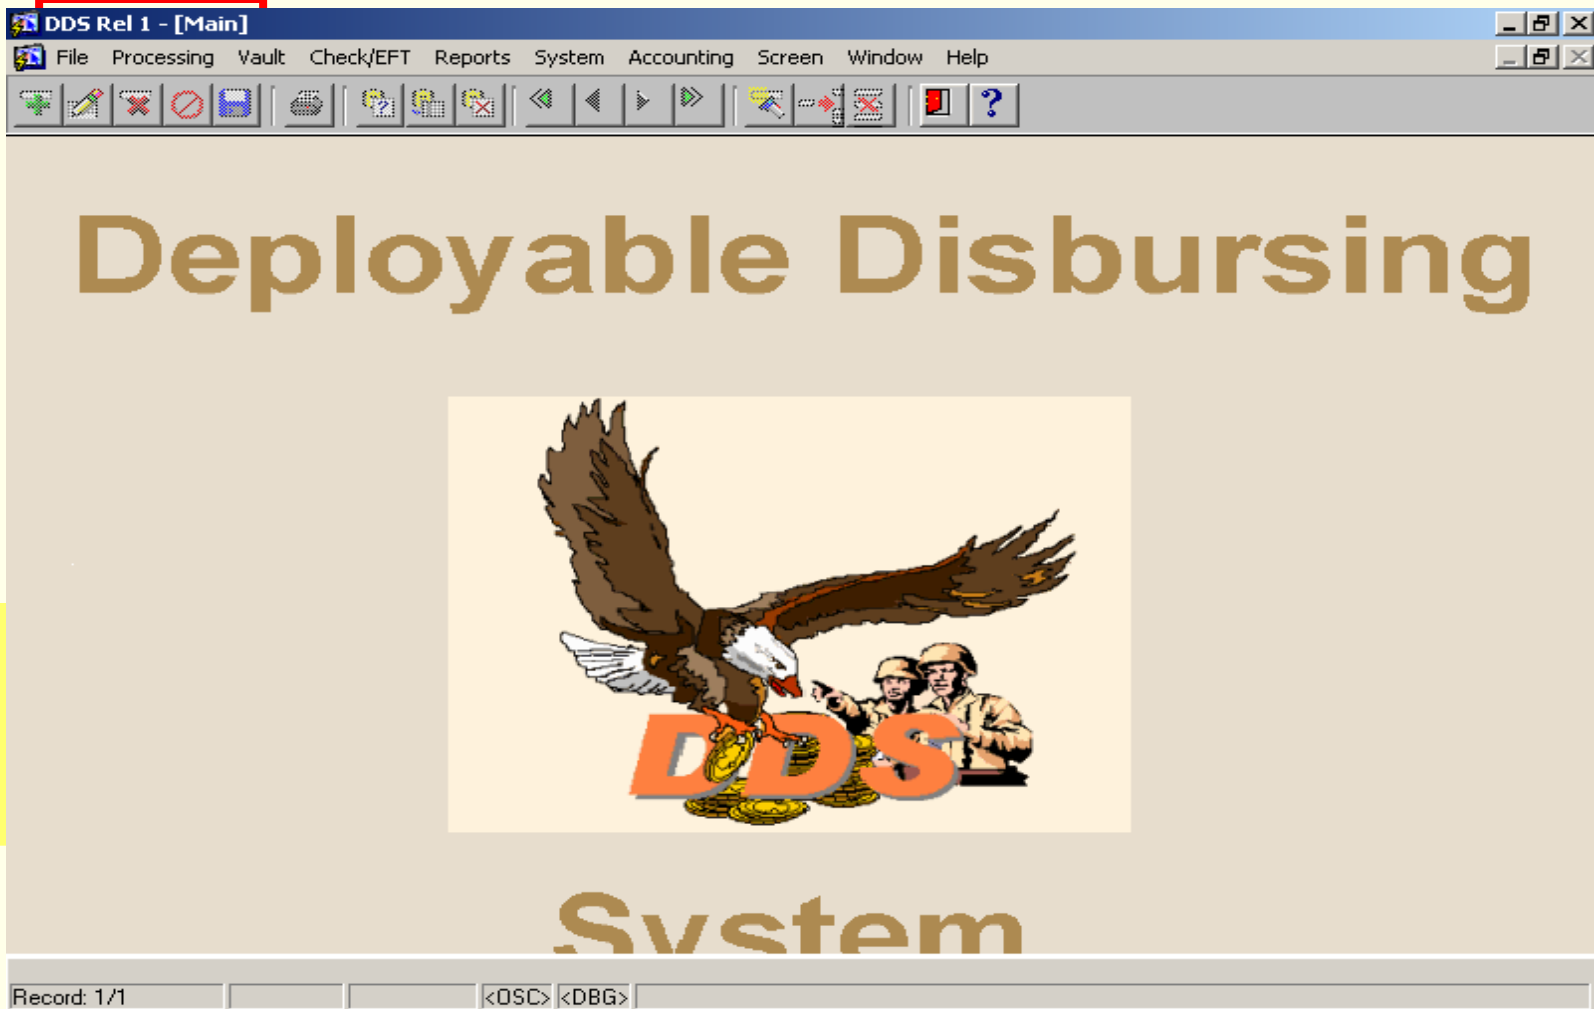 DDS Rel 1 - [Main]
File Processing Vault Check/EFT Reports System Accounting Screen Window Help
Deployable Disbursing
DDS
System
Record: 1/1 <OSC> <DBG>